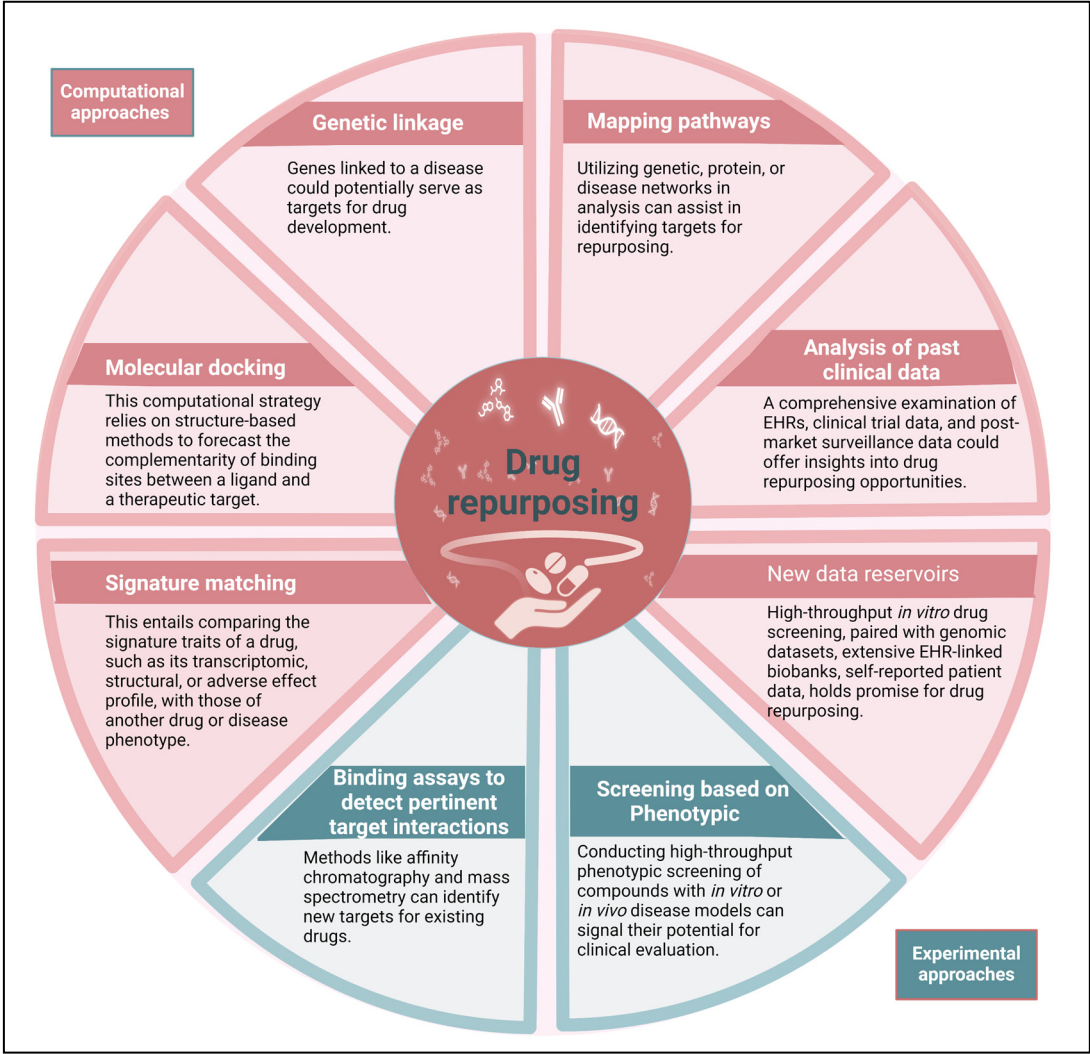 Computational
approaches
Genetic linkage
Genes linked to a disease
could potentially serve as
targets for drug
development.
Mapping pathways
Utilizing genetic, protein, or
disease networks in
analysis can assist in
identifying targets for
repurposing.
Molecular docking
This computational strategy
relies on structure-based
methods to forecast the
complementarity of binding
sites between a ligand and
a therapeutic target.
Analysis of past
clinical data
A comprehensive examination of
EHRs, clinical trial data, and post-
market surveillance data could
offer insights into drug
repurposing opportunities.
Drug
repurposing
Signature matching
This entails comparing the
signature traits of a drug,
such as its transcriptomic,
structural, or adverse effect
profile, with those of
another drug or disease
phenotype.
New data reservoirs
High-throughput in vitro drug
screening, paired with genomic
datasets, extensive EHR-linked
biobanks, self-reported patient
data, holds promise for drug
repurposing.
Binding assays to
detect pertinent
target interactions
Methods like affinity
chromatography and mass
spectrometry can identify
new targets for existing
drugs.
Screening based on
Phenotypic
Conducting high-throughput
phenotypic screening of
compounds with in vitro or
in vivo disease models can
signal their potential for
clinical evaluation.
Experimental
approaches